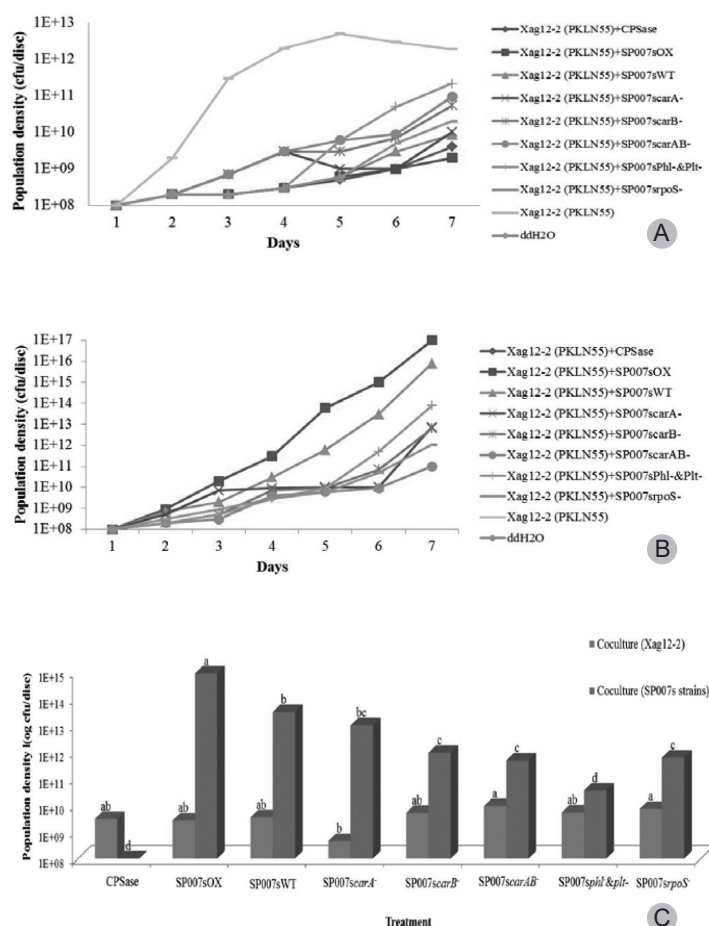 1E+13
1E+12
1E+11
1E+10
1E+09
1E+08
Population density (cfu/disc)
1 2 3 4 5 6 7
Days
Xag12-2 (PKLN55)+CPSase
Xag12-2 (PKLN55)+SP007sOX
Xag12-2 (PKLN55)+SP007sWT
Xag12-2 (PKLN55)+SP007scarA-
Xag12-2 (PKLN55)+SP007scarB-
Xag12-2 (PKLN55)+SP007scarAB-
Xag12-2 (PKLN55)+SP007sPhl-&Plt-
Xag12-2 (PKLN55)+SP007srpoS-
Xag12-2 (PKLN55)
ddH2O
A
1E+17
1E+16
1E+15
1E+14
1E+13
1E+12
1E+11
1E+10
1E+09
1E+08
Population density (cfu/disc)
1 2 3 4 5 6 7
Days
Xag12-2 (PKLN55)+CPSase
Xag12-2 (PKLN55)+SP007sOX
Xag12-2 (PKLN55)+SP007sWT
Xag12-2 (PKLN55)+SP007scarA-
Xag12-2 (PKLN55)+SP007scarB-
Xag12-2 (PKLN55)+SP007scarAB-
Xag12-2 (PKLN55)+SP007sPhl-&Plt-
Xag12-2 (PKLN55)+SP007srpoS-
Xag12-2 (PKLN55)
ddH2O
B
Coculture (Xag12-2)
Coculture (SP007s strains)
1E+15
1E+14
1E+13
1E+12
1E+11
1E+10
1E+09
1E+08
Population density l(og cfu/disc)
ab d ab a ab b b bc ab c a c ab d a c
CPSase SP007sOX SP007sWT SP007scarA- SP007scarB- SP007scarAB- SP007sphl-&plt- SP007srpoS-
Treatment
C